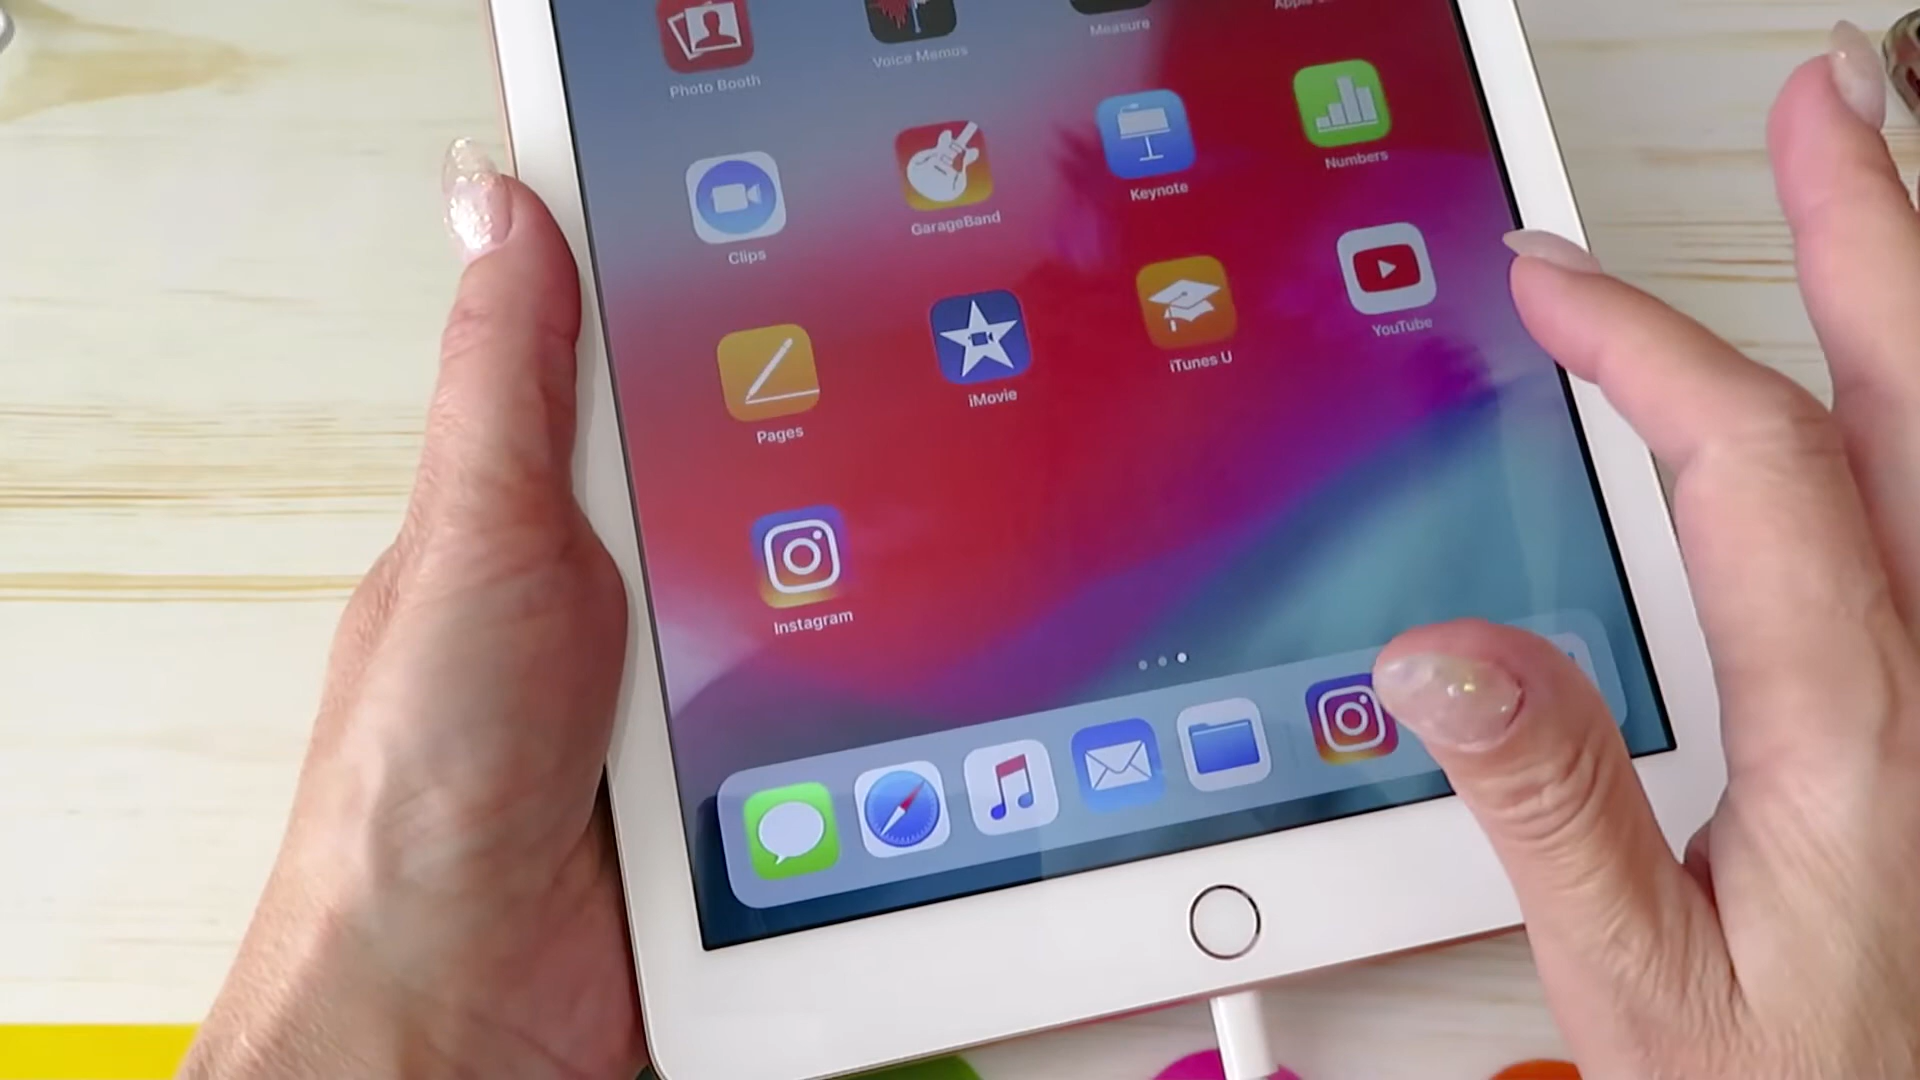 Photo Booth
Voice Memos
Measure
Clips
GarageBand
Keynote
Numbers
Pages
iMovie
iTunes U
YouTube
Instagram